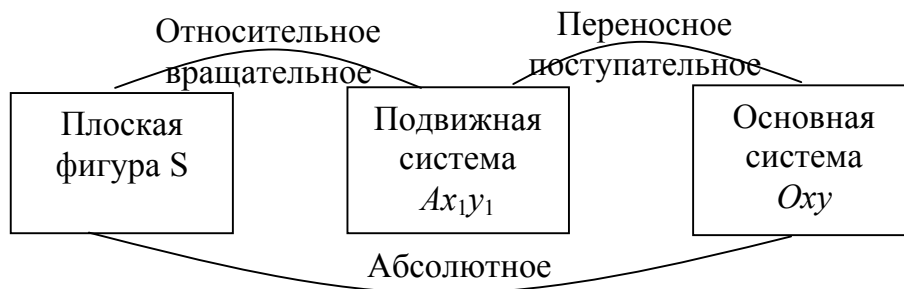 Относительное
вращательное
Переносное
поступательное
Плоская
фигура S
Подвижная
система
Ax₁y₁
Основная
система
Oxy
Абсолютное